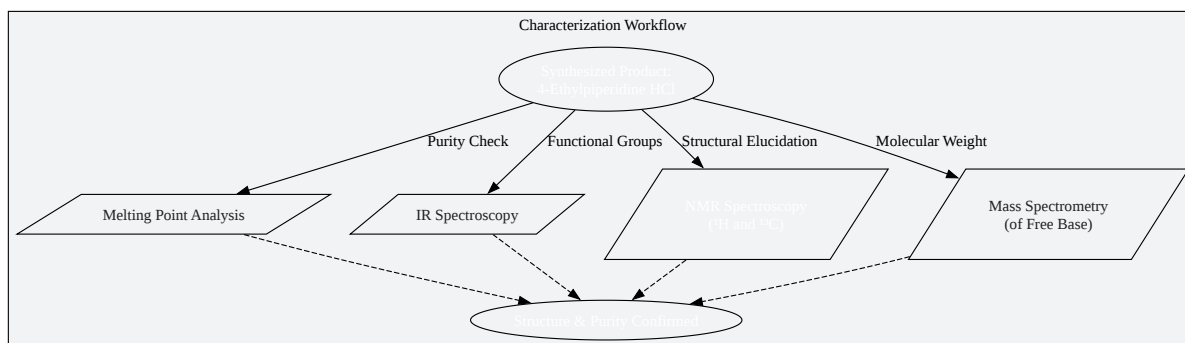 Characterization Workflow
Synthesized Product:
4-Ethylpiperidine HCl
Purity Check
Functional Groups
Structural Elucidation
Molecular Weight
Melting Point Analysis
IR Spectroscopy
NMR Spectroscopy
(¹H and ¹³C)
Mass Spectrometry
(of Free Base)
Structure & Purity Confirmed